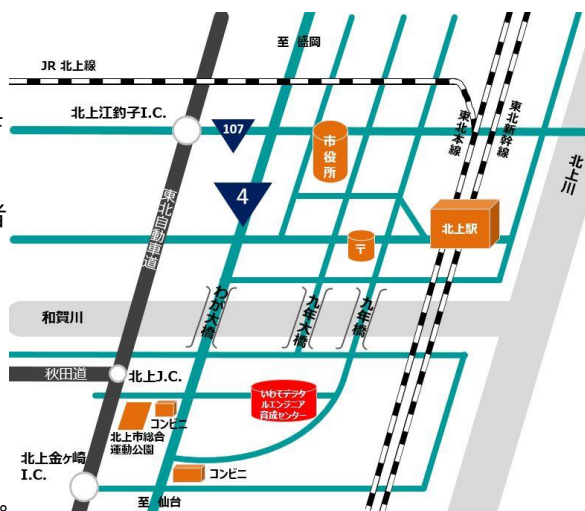 至 盛岡
JR 北上線
北上江釣子I.C.
107
市役所
東北本線
東北新幹線
北上川
4
東北自動車道
〒
北上駅
わが大橋
九年大橋
九年橋
和賀川
秋田道
北上J.C.
いわてデジタ
ルエンジニア
育成センター
コンビニ
北上市総合
運動公園
コンビニ
北上金ヶ崎
I.C.
至 仙台